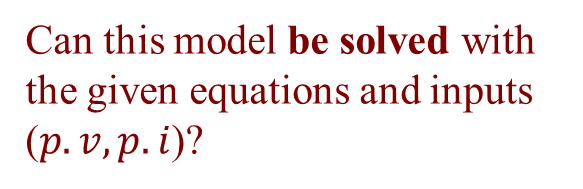 Can this model be solved with
the given equations and inputs
(p. v, p. i)?